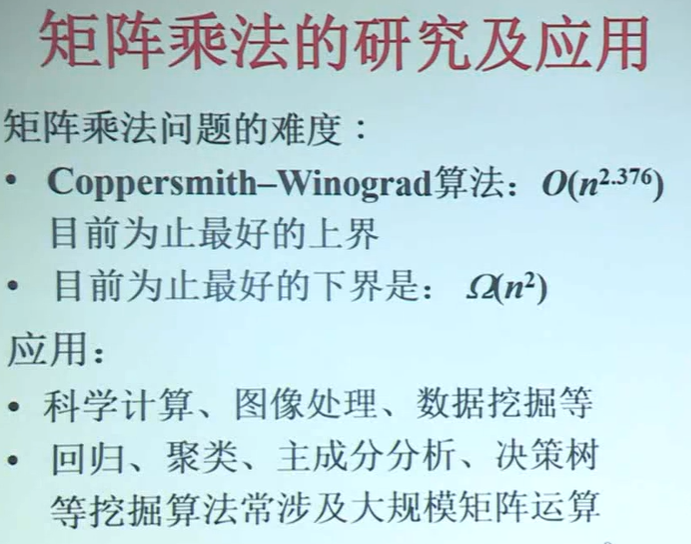 矩阵乘法的研究及应用
矩阵乘法问题的难度：
• Coppersmith–Winograd算法：O(n^2.376)
目前为止最好的上界
• 目前为止最好的下界是： Ω(n²)
应用：
• 科学计算、图像处理、数据挖掘等
• 回归、聚类、主成分分析、决策树
等挖掘算法常涉及大规模矩阵运算